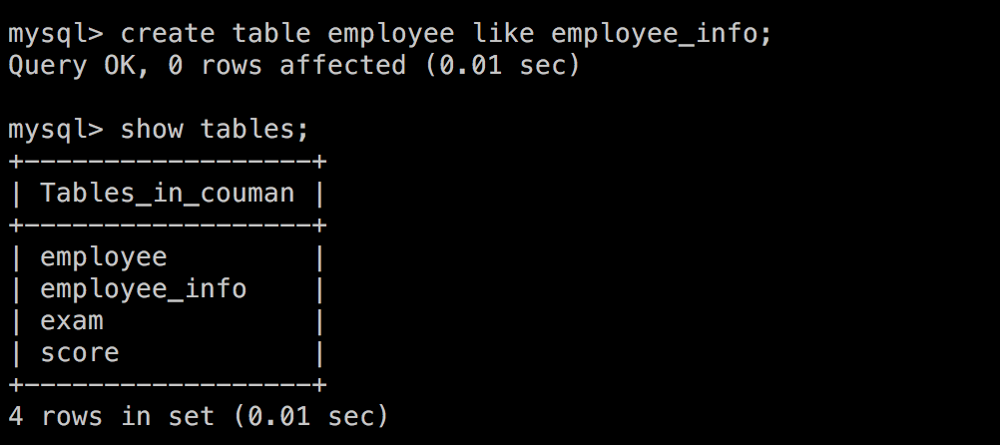 mysql> create table employee like employee_info;
Query OK, 0 rows affected (0.01 sec)
mysql> show tables;
+------------------+
| Tables_in_couman |
+------------------+
| employee         |
| employee_info    |
| exam             |
| score            |
+------------------+
4 rows in set (0.01 sec)